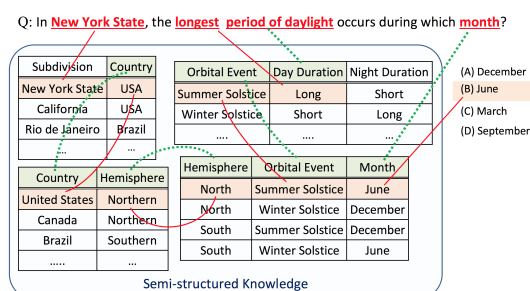 Q: In New York State, the longest period of daylight occurs during which month?
Subdivision Country
New York State USA
California USA
Rio de Janeiro Brazil
.... ...
Orbital Event Day Duration Night Duration
Summer Solstice Long Short
Winter Solstice Short Long
.... .... ...
(A) December
(B) June
(C) March
(D) September
Country Hemisphere
United States Northern
Canada Northern
Brazil Southern
..... ...
Hemisphere Orbital Event Month
North Summer Solstice June
North Winter Solstice December
South Summer Solstice December
South Winter Solstice June
Semi-structured Knowledge